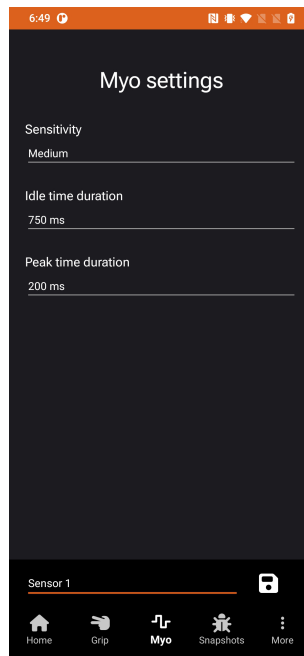 6:49
Myo settings
Sensitivity
Medium
Idle time duration
750 ms
Peak time duration
200 ms
Sensor 1
Home
Grip
Myo
Snapshots
More